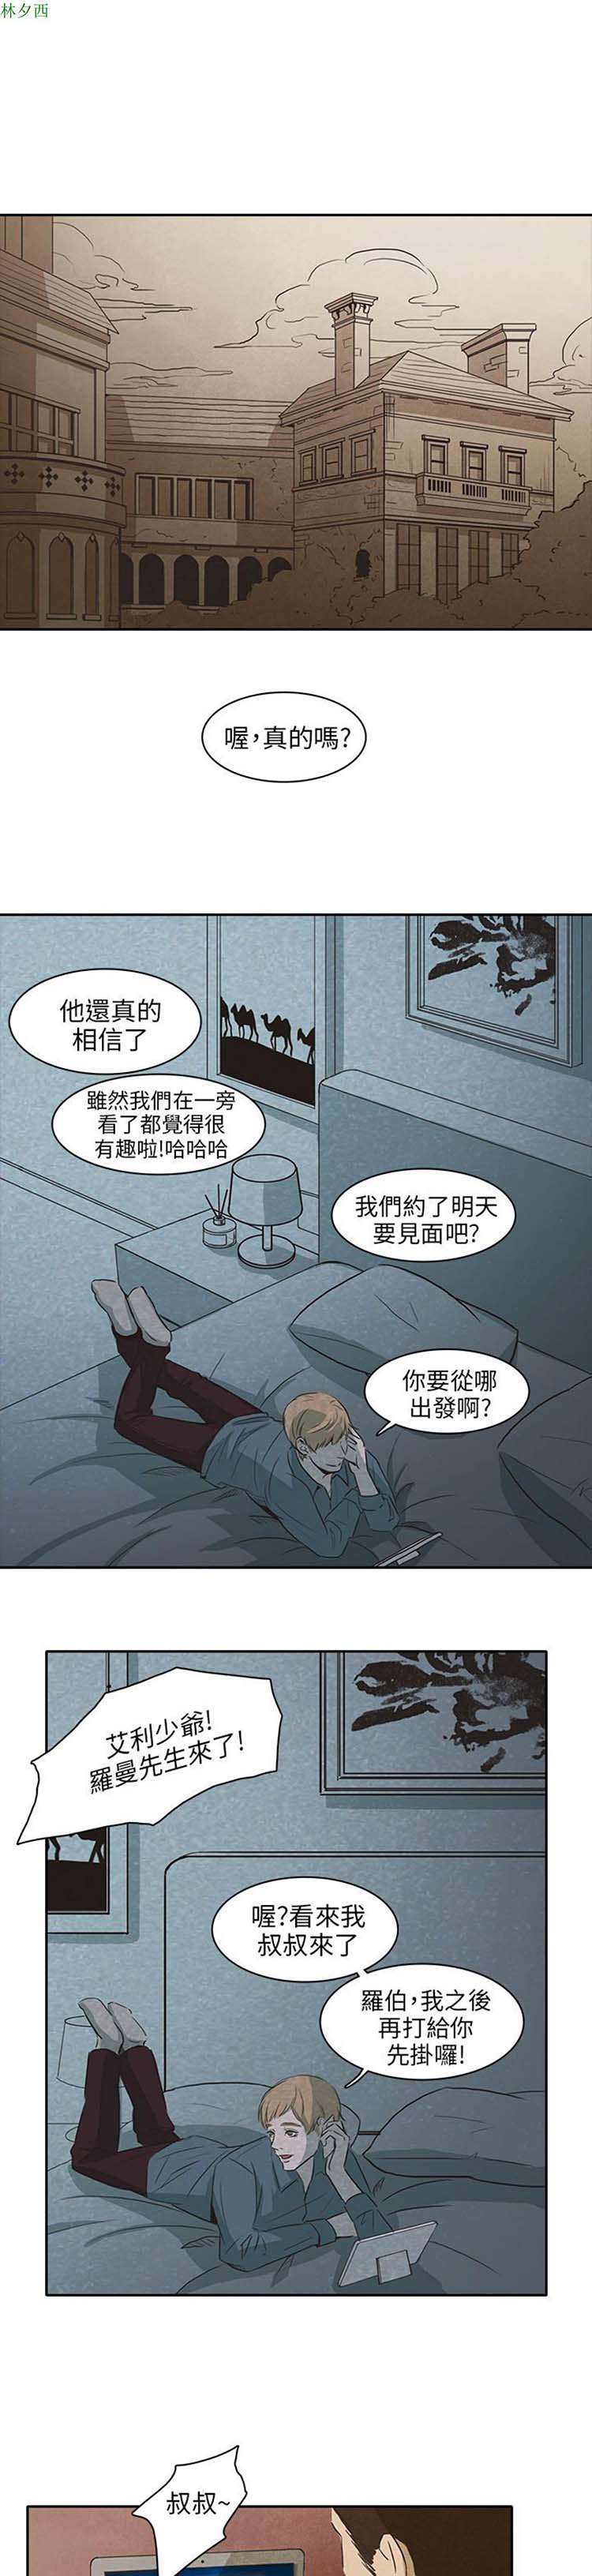 林夕西
喔，真的嗎?
他還真的
相信了
雖然我們在一旁
看了都覺得很
有趣啦!哈哈哈
我們約了明天
要見面吧?
你要從哪
出發啊?
艾利少爺!
羅曼先生來了!
喔?看來我
叔叔來了
羅伯，我之後
再打給你
先掛囉!
叔叔~